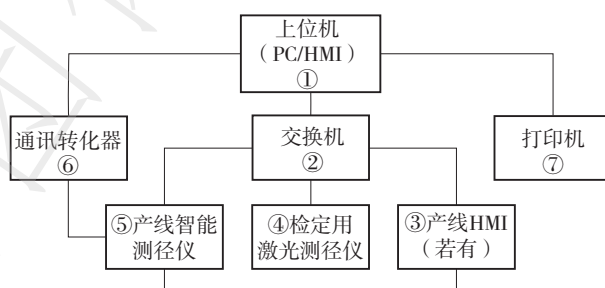 上位机
（PC/HMI）
①
通讯转化器
⑥
交换机
②
打印机
⑦
⑤产线智能
测径仪
④检定用
激光测径仪
③产线HMI
（若有）